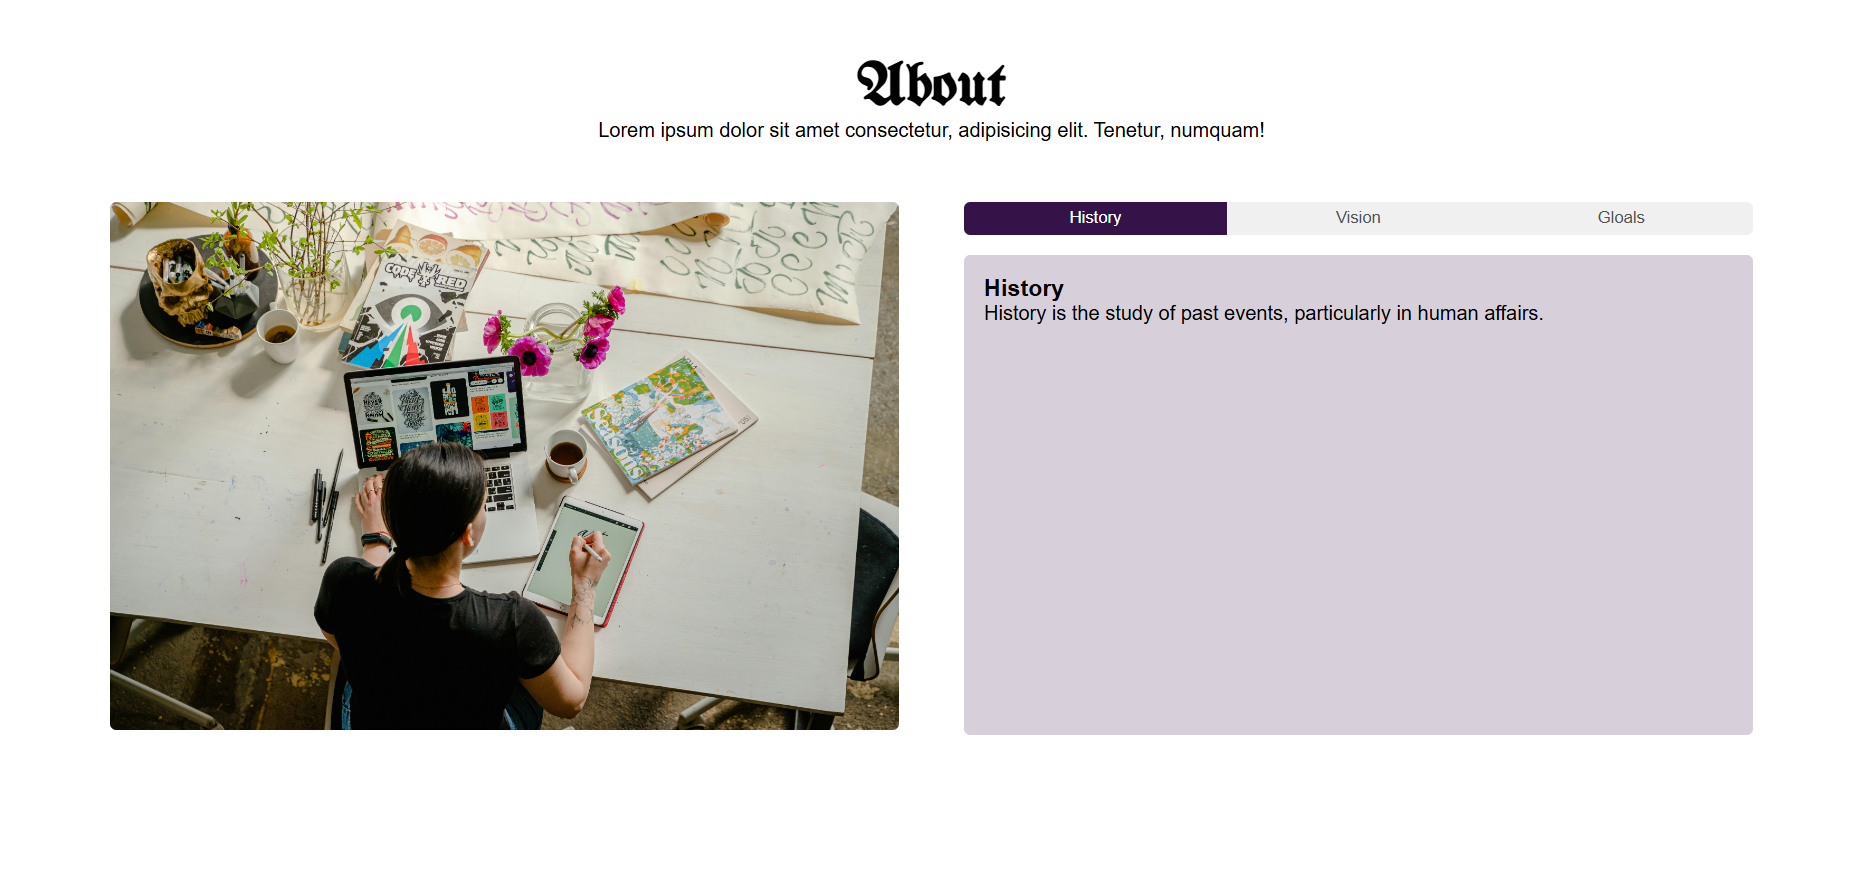 About
Lorem ipsum dolor sit amet consectetur, adipisicing elit. Tenetur, numquam!
CODE RED
History
Vision
Gloals
History
History is the study of past events, particularly in human affairs.